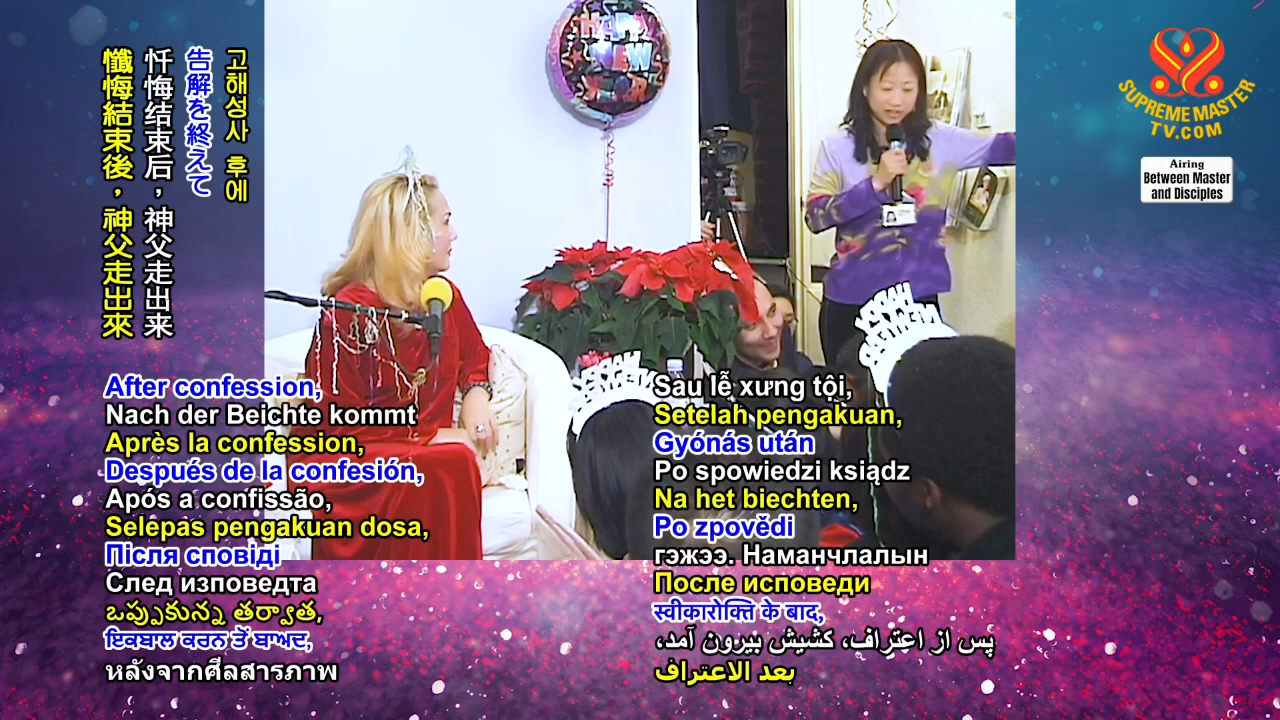 고해성사 후에
告解を終えて
忏悔结束后，神父走出来
懺悔結束後，神父走出來
HAPPY
NEW
SUPREME MASTER
TV.COM
Airing
Between Master
and Disciples
After confession,
Nach der Beichte kommt
Après la confession,
Después de la confesión,
Após a confissão,
Selepas pengakuan dosa,
Після сповіді
След изповедта
ఒప్పుకున్న తర్వాత,
ਇਕਬਾਲ ਕਰਨ ਤੋਂ ਬਾਅਦ,
หลังจากศีลสารภาพ
Sau lễ xưng tội,
Setelah pengakuan,
Gyónás után
Po spowiedzi ksiądz
Na het biechten,
Po zpovědi
гэжээ. Наманчлалын
После исповеди
स्वीकारोक्ति के बाद,
پس از اعتراف، کشیش بیرون آمد،
بعد الاعتراف